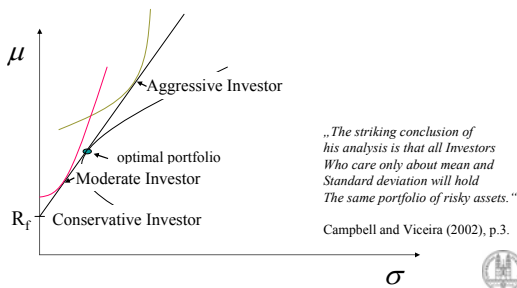 μ
Aggressive Investor
optimal portfolio
Moderate Investor
Rf
Conservative Investor
σ
„The striking conclusion of
his analysis is that all Investors
Who care only about mean and
Standard deviation will hold
The same portfolio of risky assets.“
Campbell and Viceira (2002), p.3.